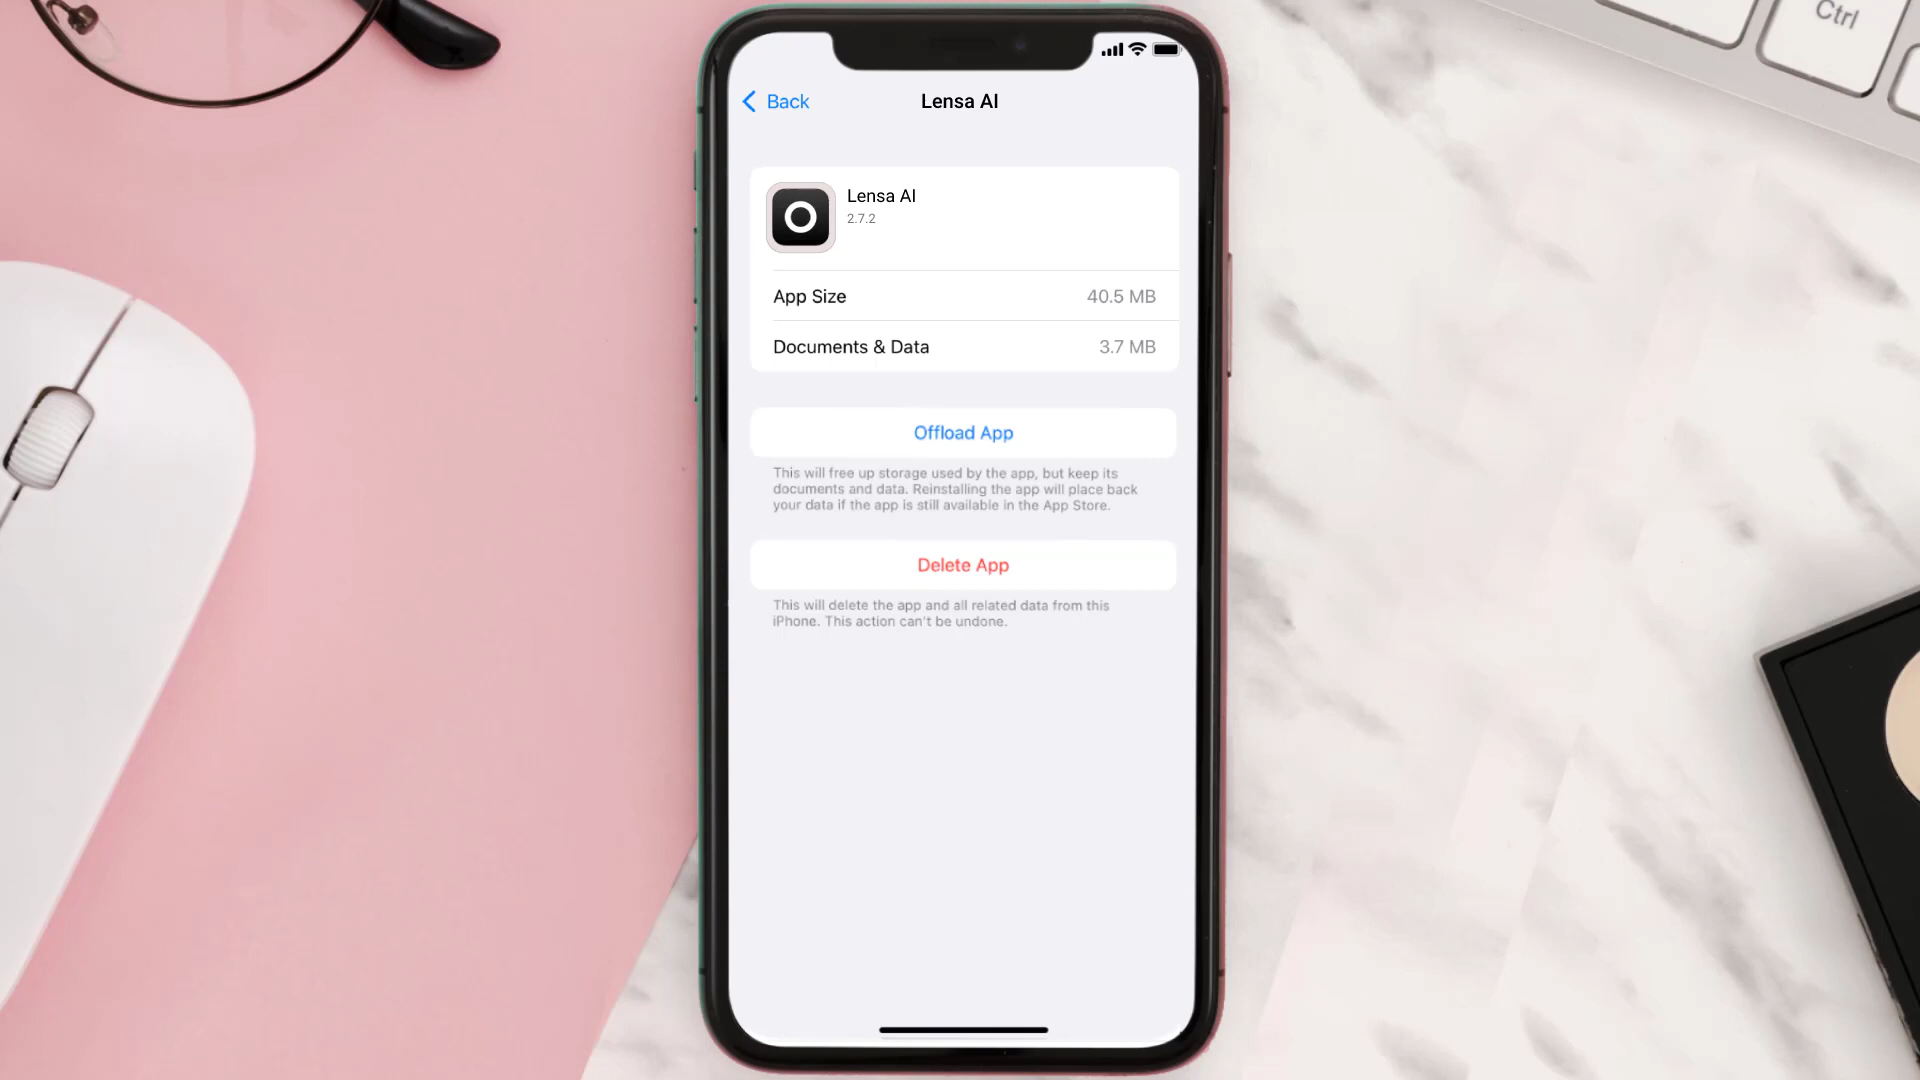 Ctrl
Back
Lensa AI
Lensa AI
2.7.2
App Size
40.5 MB
Documents & Data
3.7 MB
Offload App
This will free up storage used by the app, but keep its
documents and data. Reinstalling the app will place back
your data if the app is still available in the App Store.
Delete App
This will delete the app and all related data from this
iPhone. This action can't be undone.